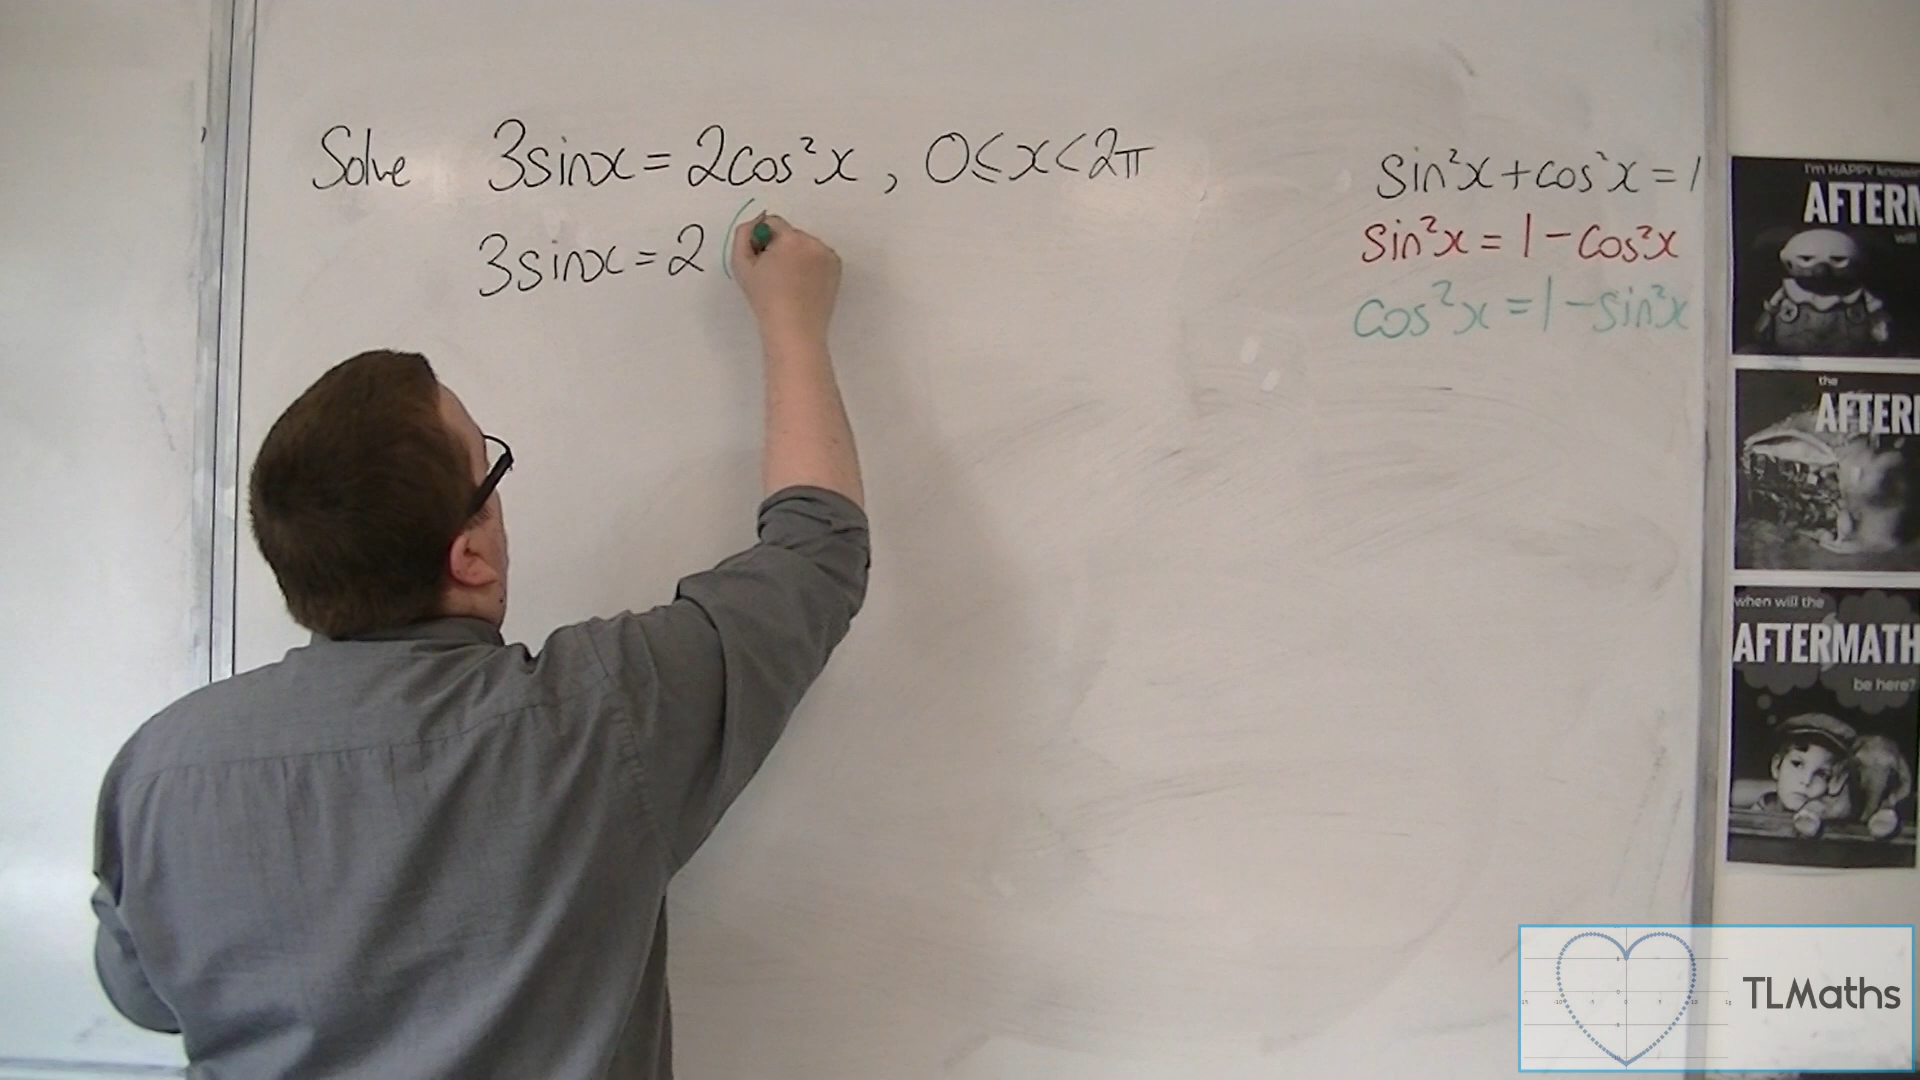 Solve 3sinx = 2cos²x , 0≤x<2π
3sinx = 2 (
sin²x + cos²x = 1
sin²x = 1 - cos²x
cos²x = 1 - sin²x
I'm HAPPY
AFTERM
will
the
AFTER
when will the
AFTERMATH
be here?
TLMaths